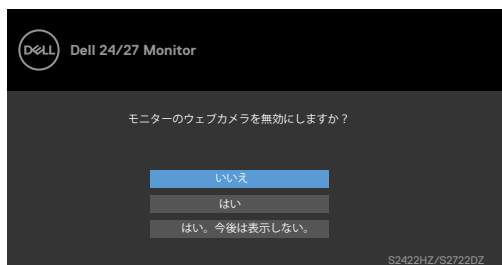 DELL
Dell 24/27 Monitor
モニターのウェブカメラを無効にしますか？
いいえ
はい
はい。今後は表示しない。
S2422HZ/S2722DZ